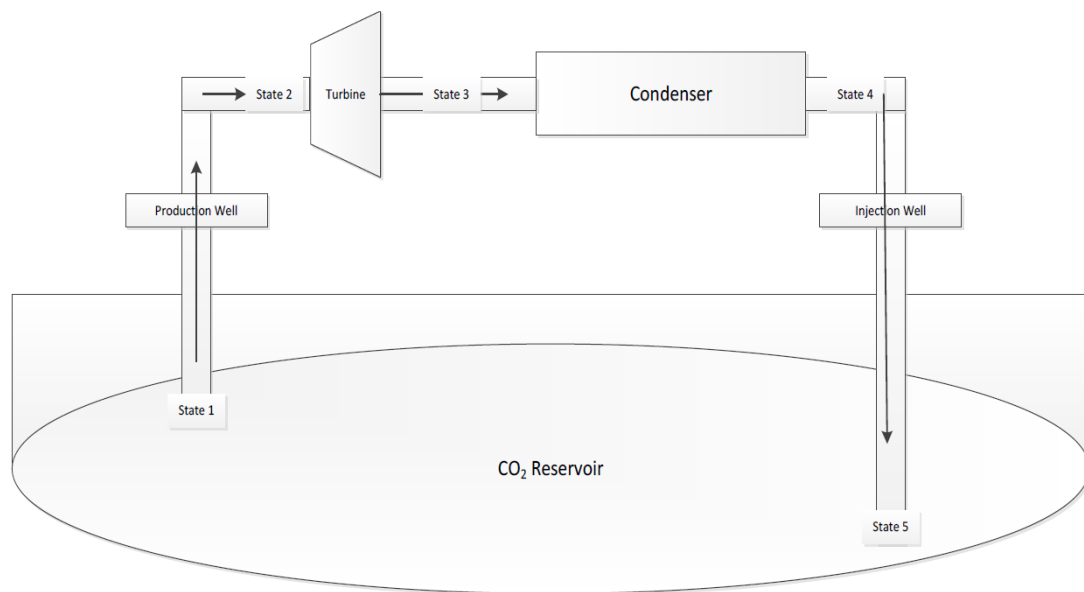 State 2
Turbine
State 3
Condenser
State 4
Production Well
Injection Well
State 1
CO₂ Reservoir
State 5